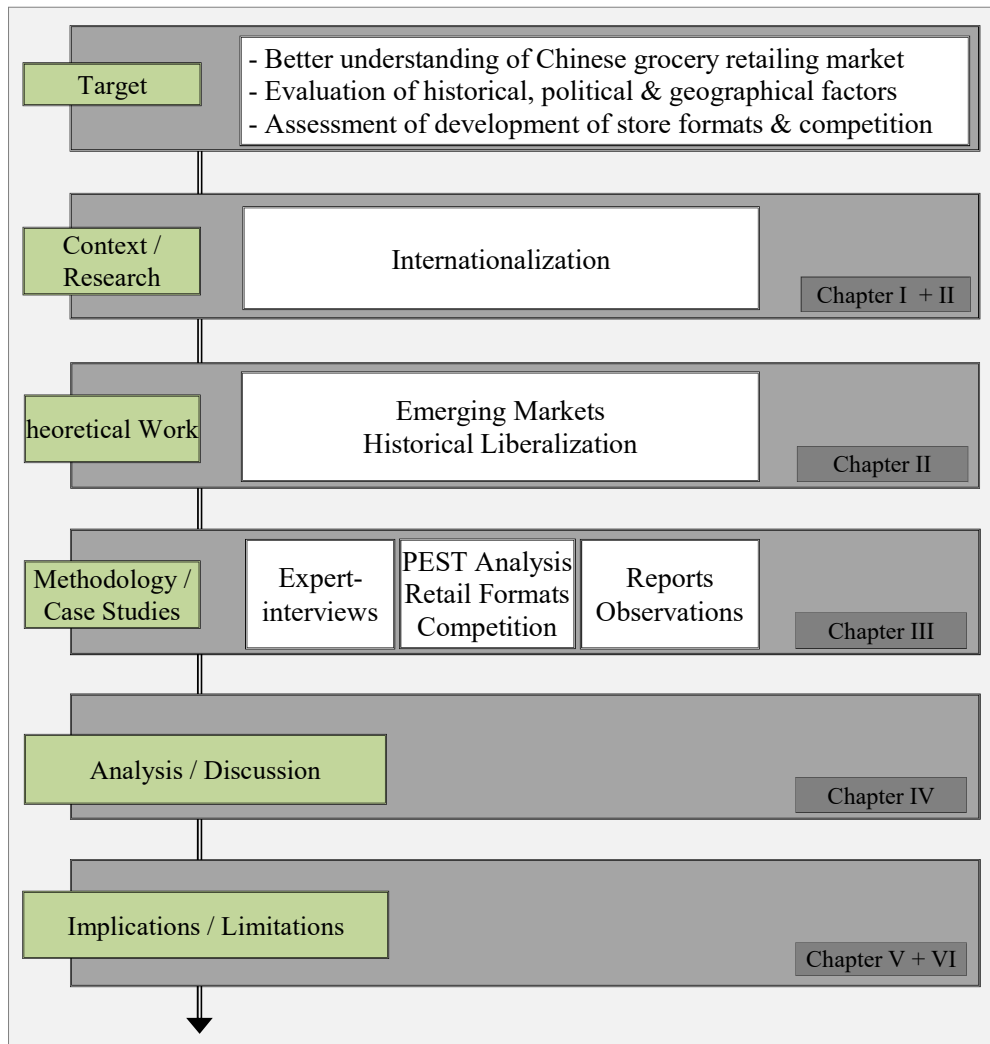 Target
- Better understanding of Chinese grocery retailing market
- Evaluation of historical, political & geographical factors
- Assessment of development of store formats & competition
Context /
Research
Internationalization
Chapter I + II
heoretical Work
Emerging Markets
Historical Liberalization
Chapter II
Methodology /
Case Studies
Expert-
interviews
PEST Analysis
Retail Formats
Competition
Reports
Observations
Chapter III
Analysis / Discussion
Chapter IV
Implications / Limitations
Chapter V + VI